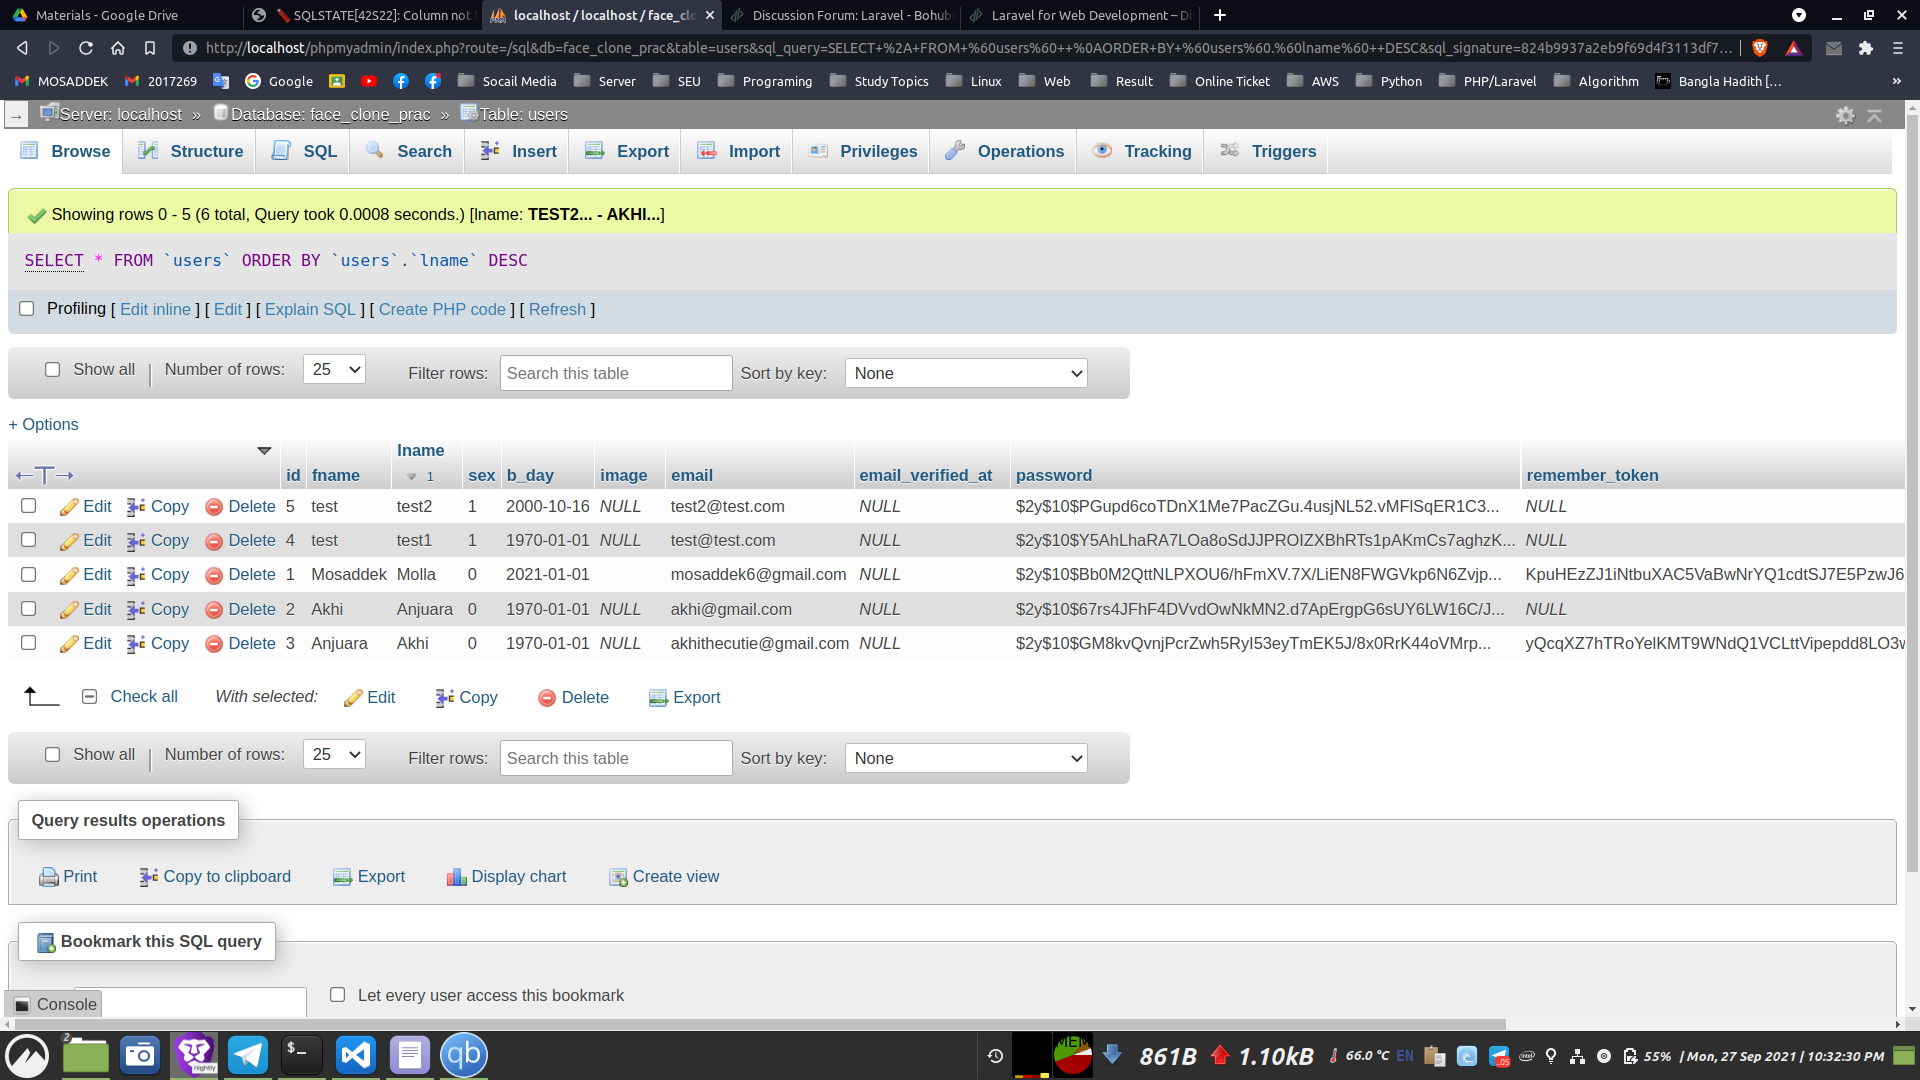 Materials - Google Drive
SQLSTATE[42S22]: Column not
localhost / localhost / face_clo
Discussion Forum: Laravel - Bohub
Laravel for Web Development – Di
http://localhost/phpmyadmin/index.php?route=/sql&db=face_clone_prac&table=users&sql_query=SELECT+%2A+FROM+%60users%60++%0AORDER+BY+%60users%60.%60lname%60++DESC&sql_signature=824b9937a2eb9f69d4f3113df7...
MOSADDEK
2017269
Google
Socail Media
Server
SEU
Programing
Study Topics
Linux
Web
Result
Online Ticket
AWS
Python
PHP/Laravel
Algorithm
Bangla Hadith [...
»
Server: localhost » Database: face_clone_prac » Table: users
Browse Structure SQL Search Insert Export Import Privileges Operations Tracking Triggers
Showing rows 0 - 5 (6 total, Query took 0.0008 seconds.) [lname: TEST2... - AKHI...]
SELECT * FROM `users` ORDER BY `users`.`lname` DESC
Profiling [ Edit inline ] [ Edit ] [ Explain SQL ] [ Create PHP code ] [ Refresh ]
Show all | Number of rows: 25 Filter rows: Search this table Sort by key: None
+ Options
←T→ id fname lname 1 sex b_day image email email_verified_at password remember_token
Edit Copy Delete 5 test test2 1 2000-10-16 NULL test2@test.com NULL $2y$10$PGupd6coTDnX1Me7PacZGu.4usjNL52.vMFlSqER1C3... NULL
Edit Copy Delete 4 test test1 1 1970-01-01 NULL test@test.com NULL $2y$10$Y5AhLhaRA7LOa8oSdJJPROIZXBhRTs1pAKmCs7aghzK... NULL
Edit Copy Delete 1 Mosaddek Molla 0 2021-01-01 mosaddek6@gmail.com NULL $2y$10$Bb0M2QttNLPXOU6/hFmXV.7X/LiEN8FWGVkp6N6Zvjp... KpuHEzZJ1iNtbuXAC5VaBwNrYQ1cdtSJ7E5PzwJ6
Edit Copy Delete 2 Akhi Anjuara 0 1970-01-01 NULL akhi@gmail.com NULL $2y$10$67rs4JFhF4DVvdOwNkMN2.d7ApErgpG6sUY6LW16C/J... NULL
Edit Copy Delete 3 Anjuara Akhi 0 1970-01-01 NULL akhithecutie@gmail.com NULL $2y$10$GM8kvQvnjPcrZwh5RyI53eyTmEK5J/8x0RrK44oVMrp... yQcqXZ7hTRoYelKMT9WNdQ1VCLttVipepdd8LO3w
Check all With selected: Edit Copy Delete Export
Show all | Number of rows: 25 Filter rows: Search this table Sort by key: None
Query results operations
Print Copy to clipboard Export Display chart Create view
Bookmark this SQL query
Console
Let every user access this bookmark
2
nightly
qb
MEM
861B 1.10kB 66.0 °C EN 55% | Mon, 27 Sep 2021 | 10:32:30 PM